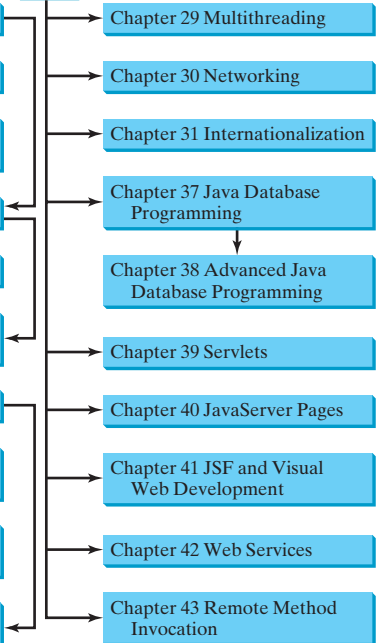 Chapter 29 Multithreading
Chapter 30 Networking
Chapter 31 Internationalization
Chapter 37 Java Database
Programming
Chapter 38 Advanced Java
Database Programming
Chapter 39 Servlets
Chapter 40 JavaServer Pages
Chapter 41 JSF and Visual
Web Development
Chapter 42 Web Services
Chapter 43 Remote Method
Invocation